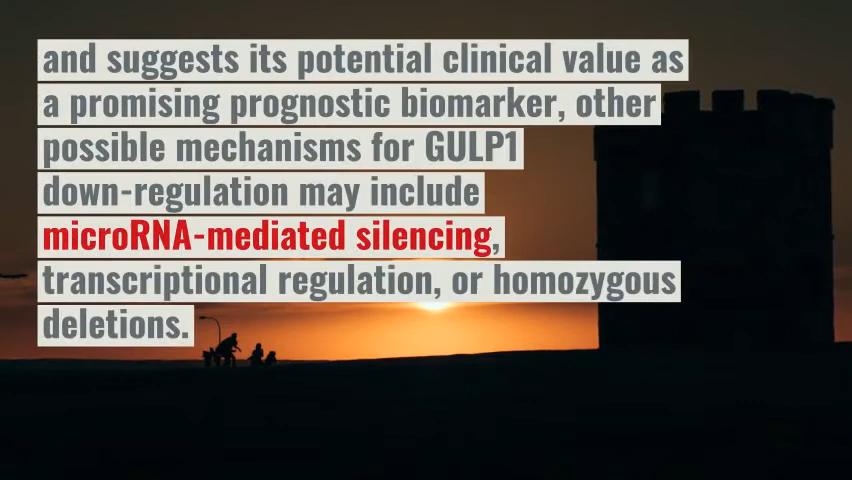 and suggests its potential clinical value as
a promising prognostic biomarker, other
possible mechanisms for GULP1
down-regulation may include
microRNA-mediated silencing,
transcriptional regulation, or homozygous
deletions.